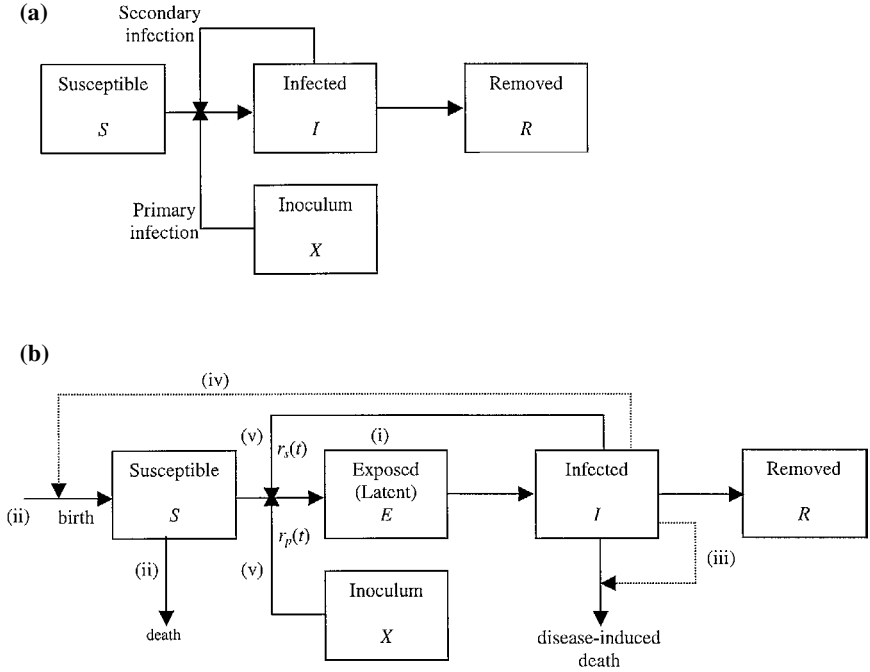 (a)
Secondary
infection
Susceptible
S
Infected
I
Removed
R
Primary
infection
Inoculum
X
(b)
(iv)
(v)
r_s(t)
(i)
Susceptible
S
Exposed
(Latent)
E
Infected
I
Removed
R
(ii)
birth
r_p(t)
(ii)
(v)
(iii)
Inoculum
X
death
disease-induced
death